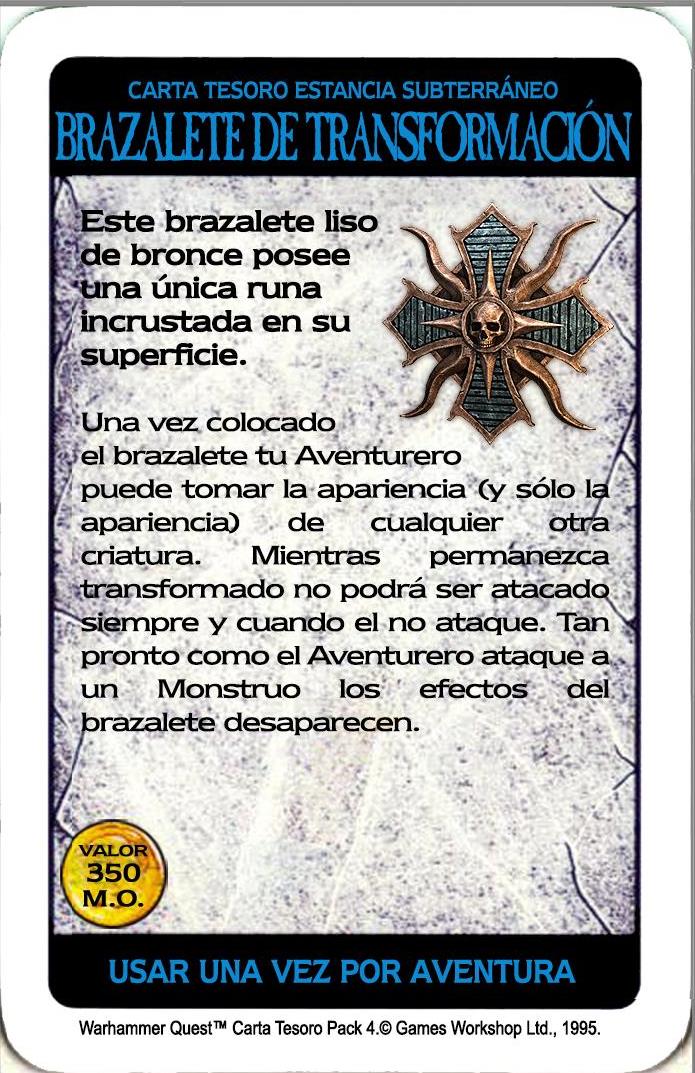 CARTA TESORO ESTANCIA SUBTERRÁNEO
BRAZALETE DE TRANSFORMACIÓN
Este brazalete liso
de bronce posee
una única runa
incrustada en su
superficie.
Una vez colocado
el brazalete tu Aventurero
puede tomar la apariencia (y sólo la
apariencia) de cualquier otra
criatura. Mientras permanezca
transformado no podrá ser atacado
siempre y cuando el no ataque. Tan
pronto como el Aventurero ataque a
un Monstruo los efectos del
brazalete desaparecen.
VALOR
350
M.O.
USAR UNA VEZ POR AVENTURA
Warhammer Quest™ Carta Tesoro Pack 4.© Games Workshop Ltd., 1995.